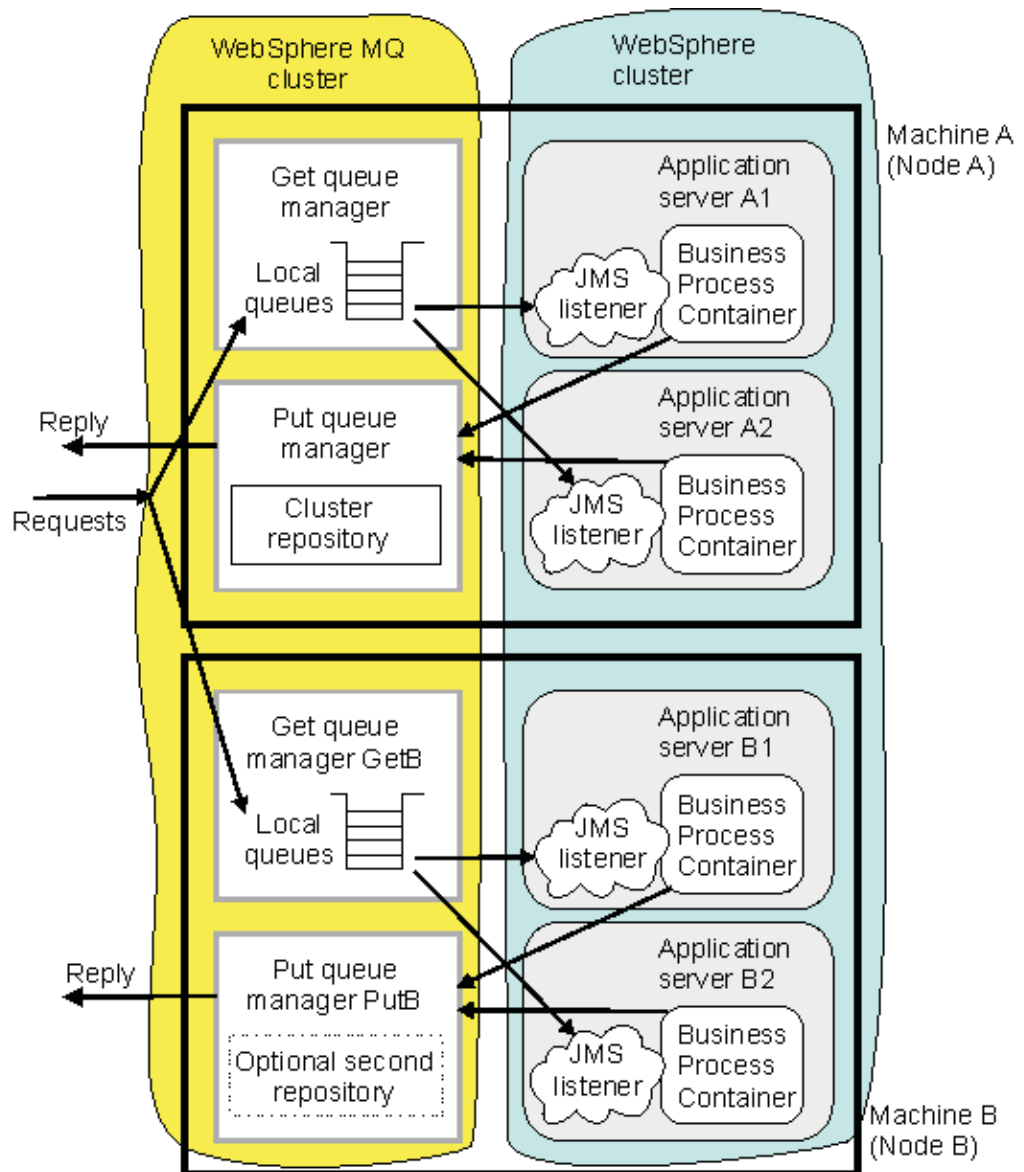 WebSphere MQ
cluster
WebSphere
cluster
Machine A
(Node A)
Get queue
manager
Local
queues
Application
server A1
JMS
listener
Business
Process
Container
Put queue
manager
Cluster
repository
Application
server A2
JMS
listener
Business
Process
Container
Reply
Requests
Get queue
manager GetB
Local
queues
Application
server B1
JMS
listener
Business
Process
Container
Reply
Put queue
manager PutB
Optional second
repository
Application
server B2
JMS
listener
Business
Process
Container
Machine B
(Node B)